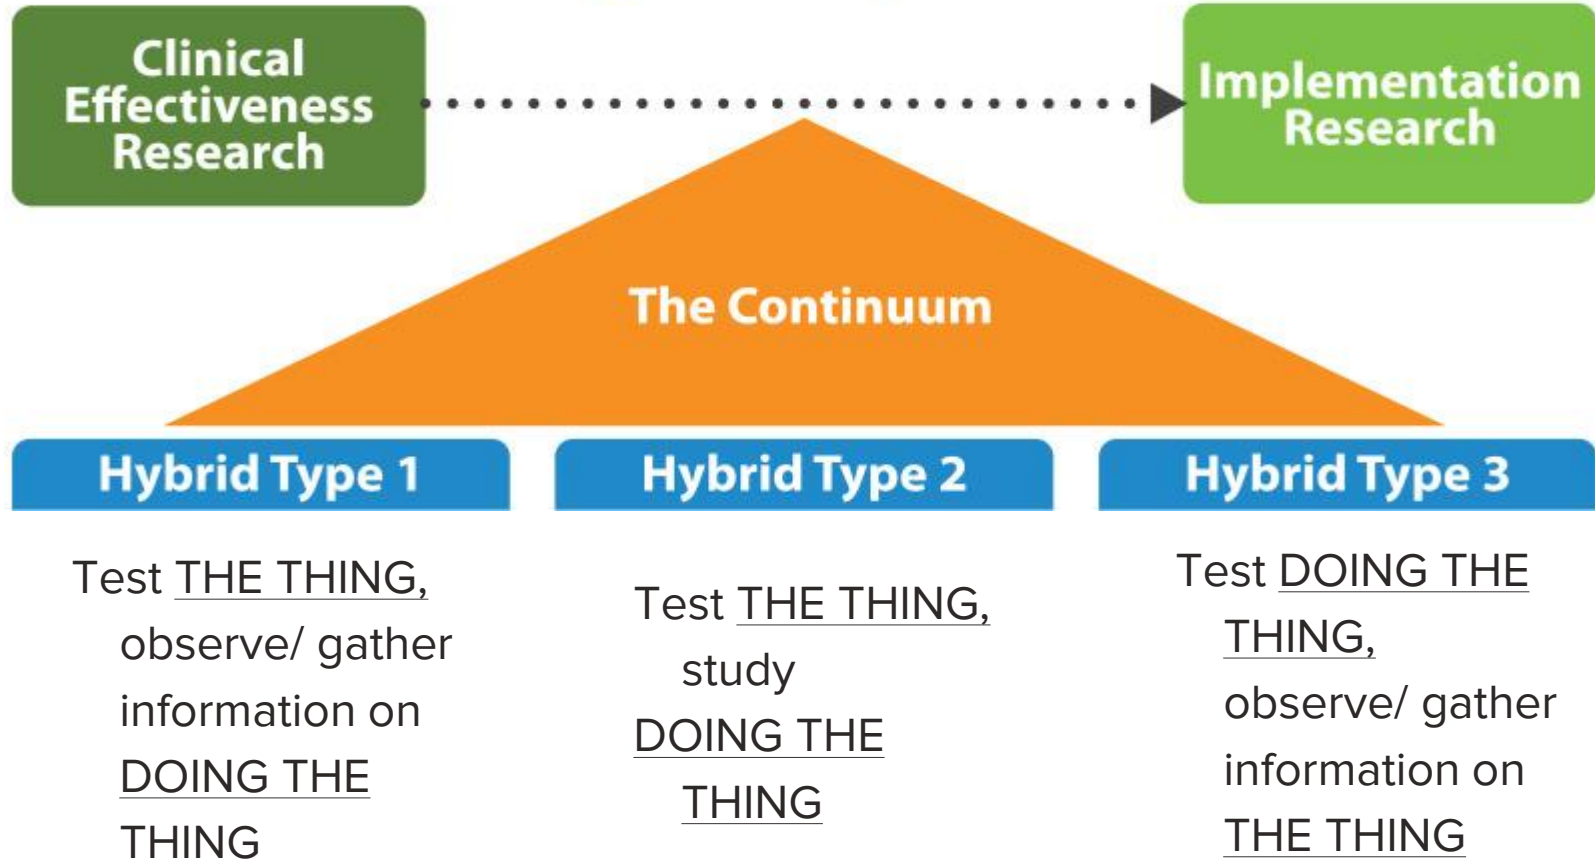 Clinical
Effectiveness
Research
Implementation
Research
The Continuum
Hybrid Type 1
Hybrid Type 2
Hybrid Type 3
Test THE THING,
observe/ gather
information on
DOING THE
THING
Test THE THING,
study
DOING THE
THING
Test DOING THE
THING,
observe/ gather
information on
THE THING